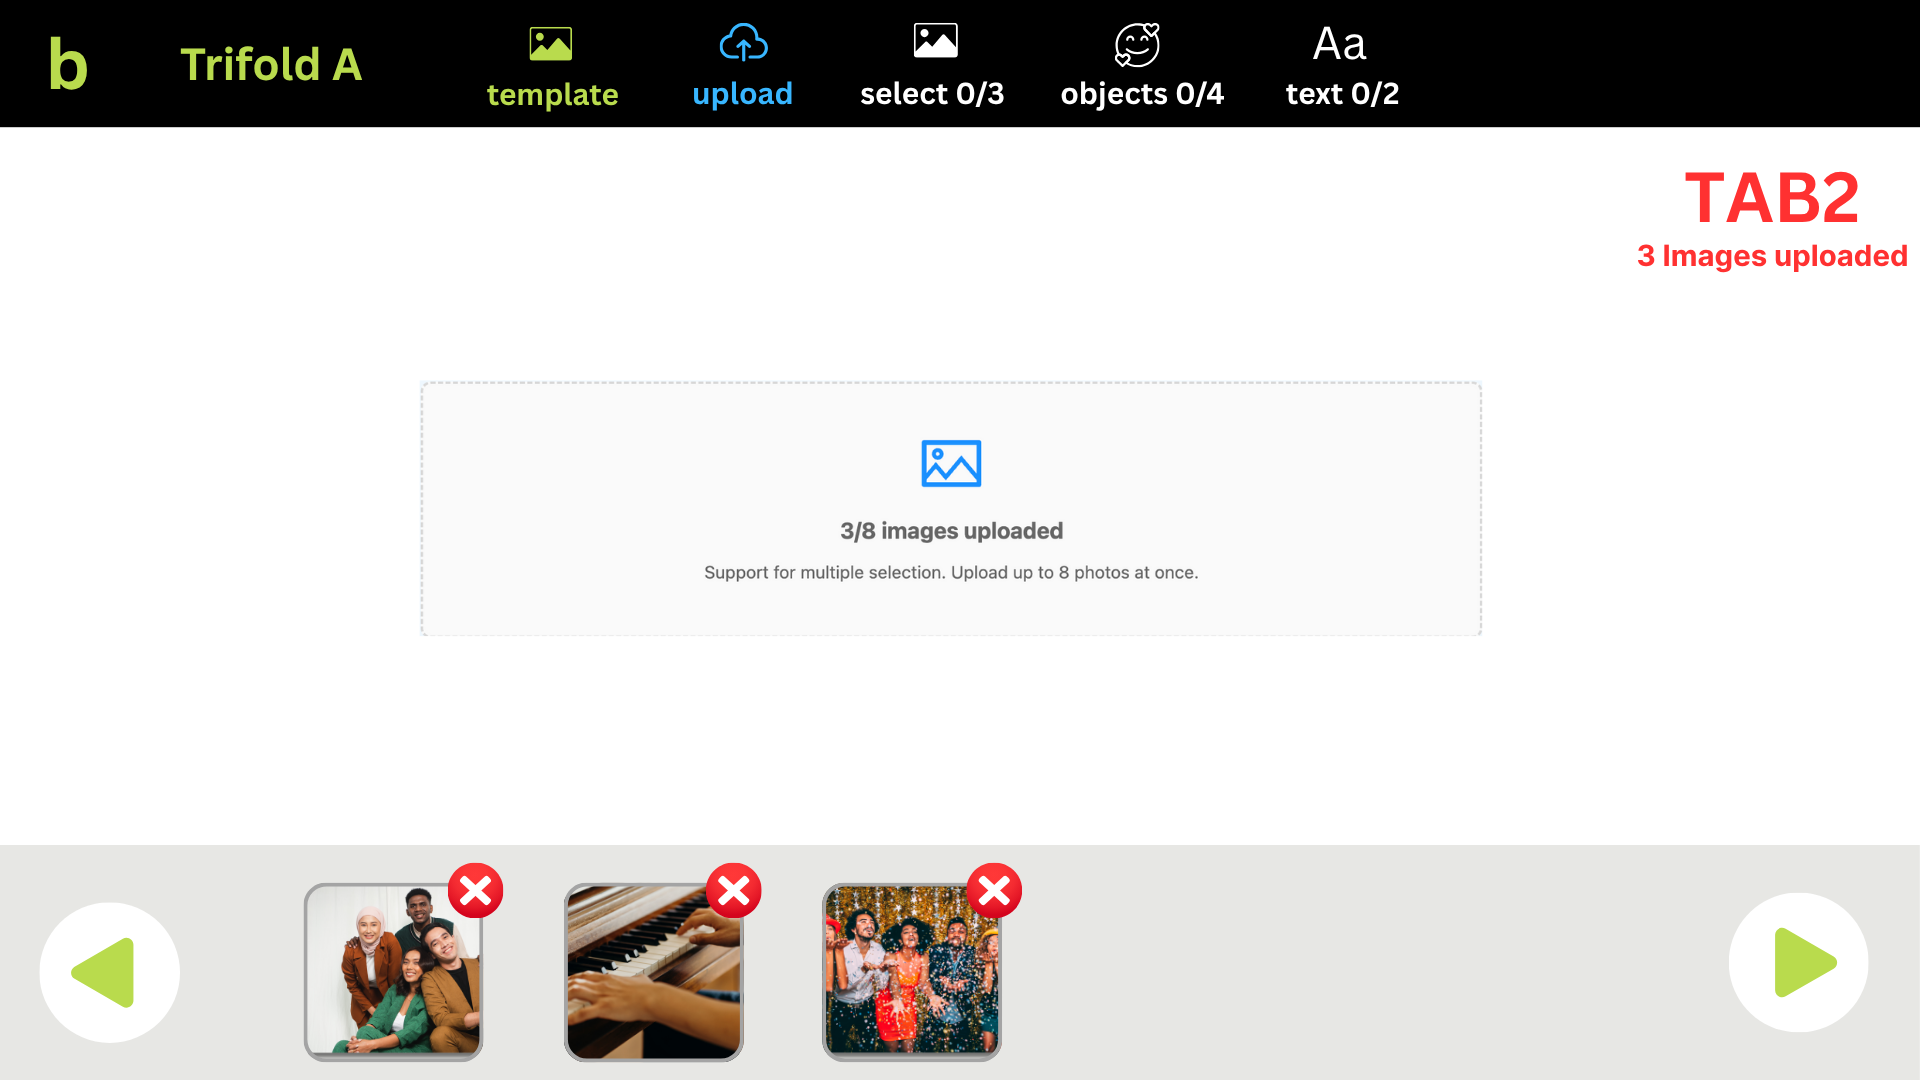 b
Trifold A
template
upload
select 0/3
objects 0/4
Aa
text 0/2
TAB2
3 Images uploaded
3/8 images uploaded
Support for multiple selection. Upload up to 8 photos at once.